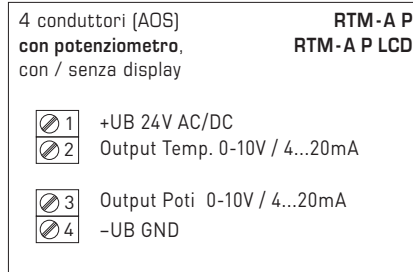 4 conduttori (AOS) RTM-A P
con potenziometro, RTM-A P LCD
con / senza display
1 +UB 24V AC/DC
2 Output Temp. 0-10V / 4...20mA
3 Output Poti 0-10V / 4...20mA
4 –UB GND